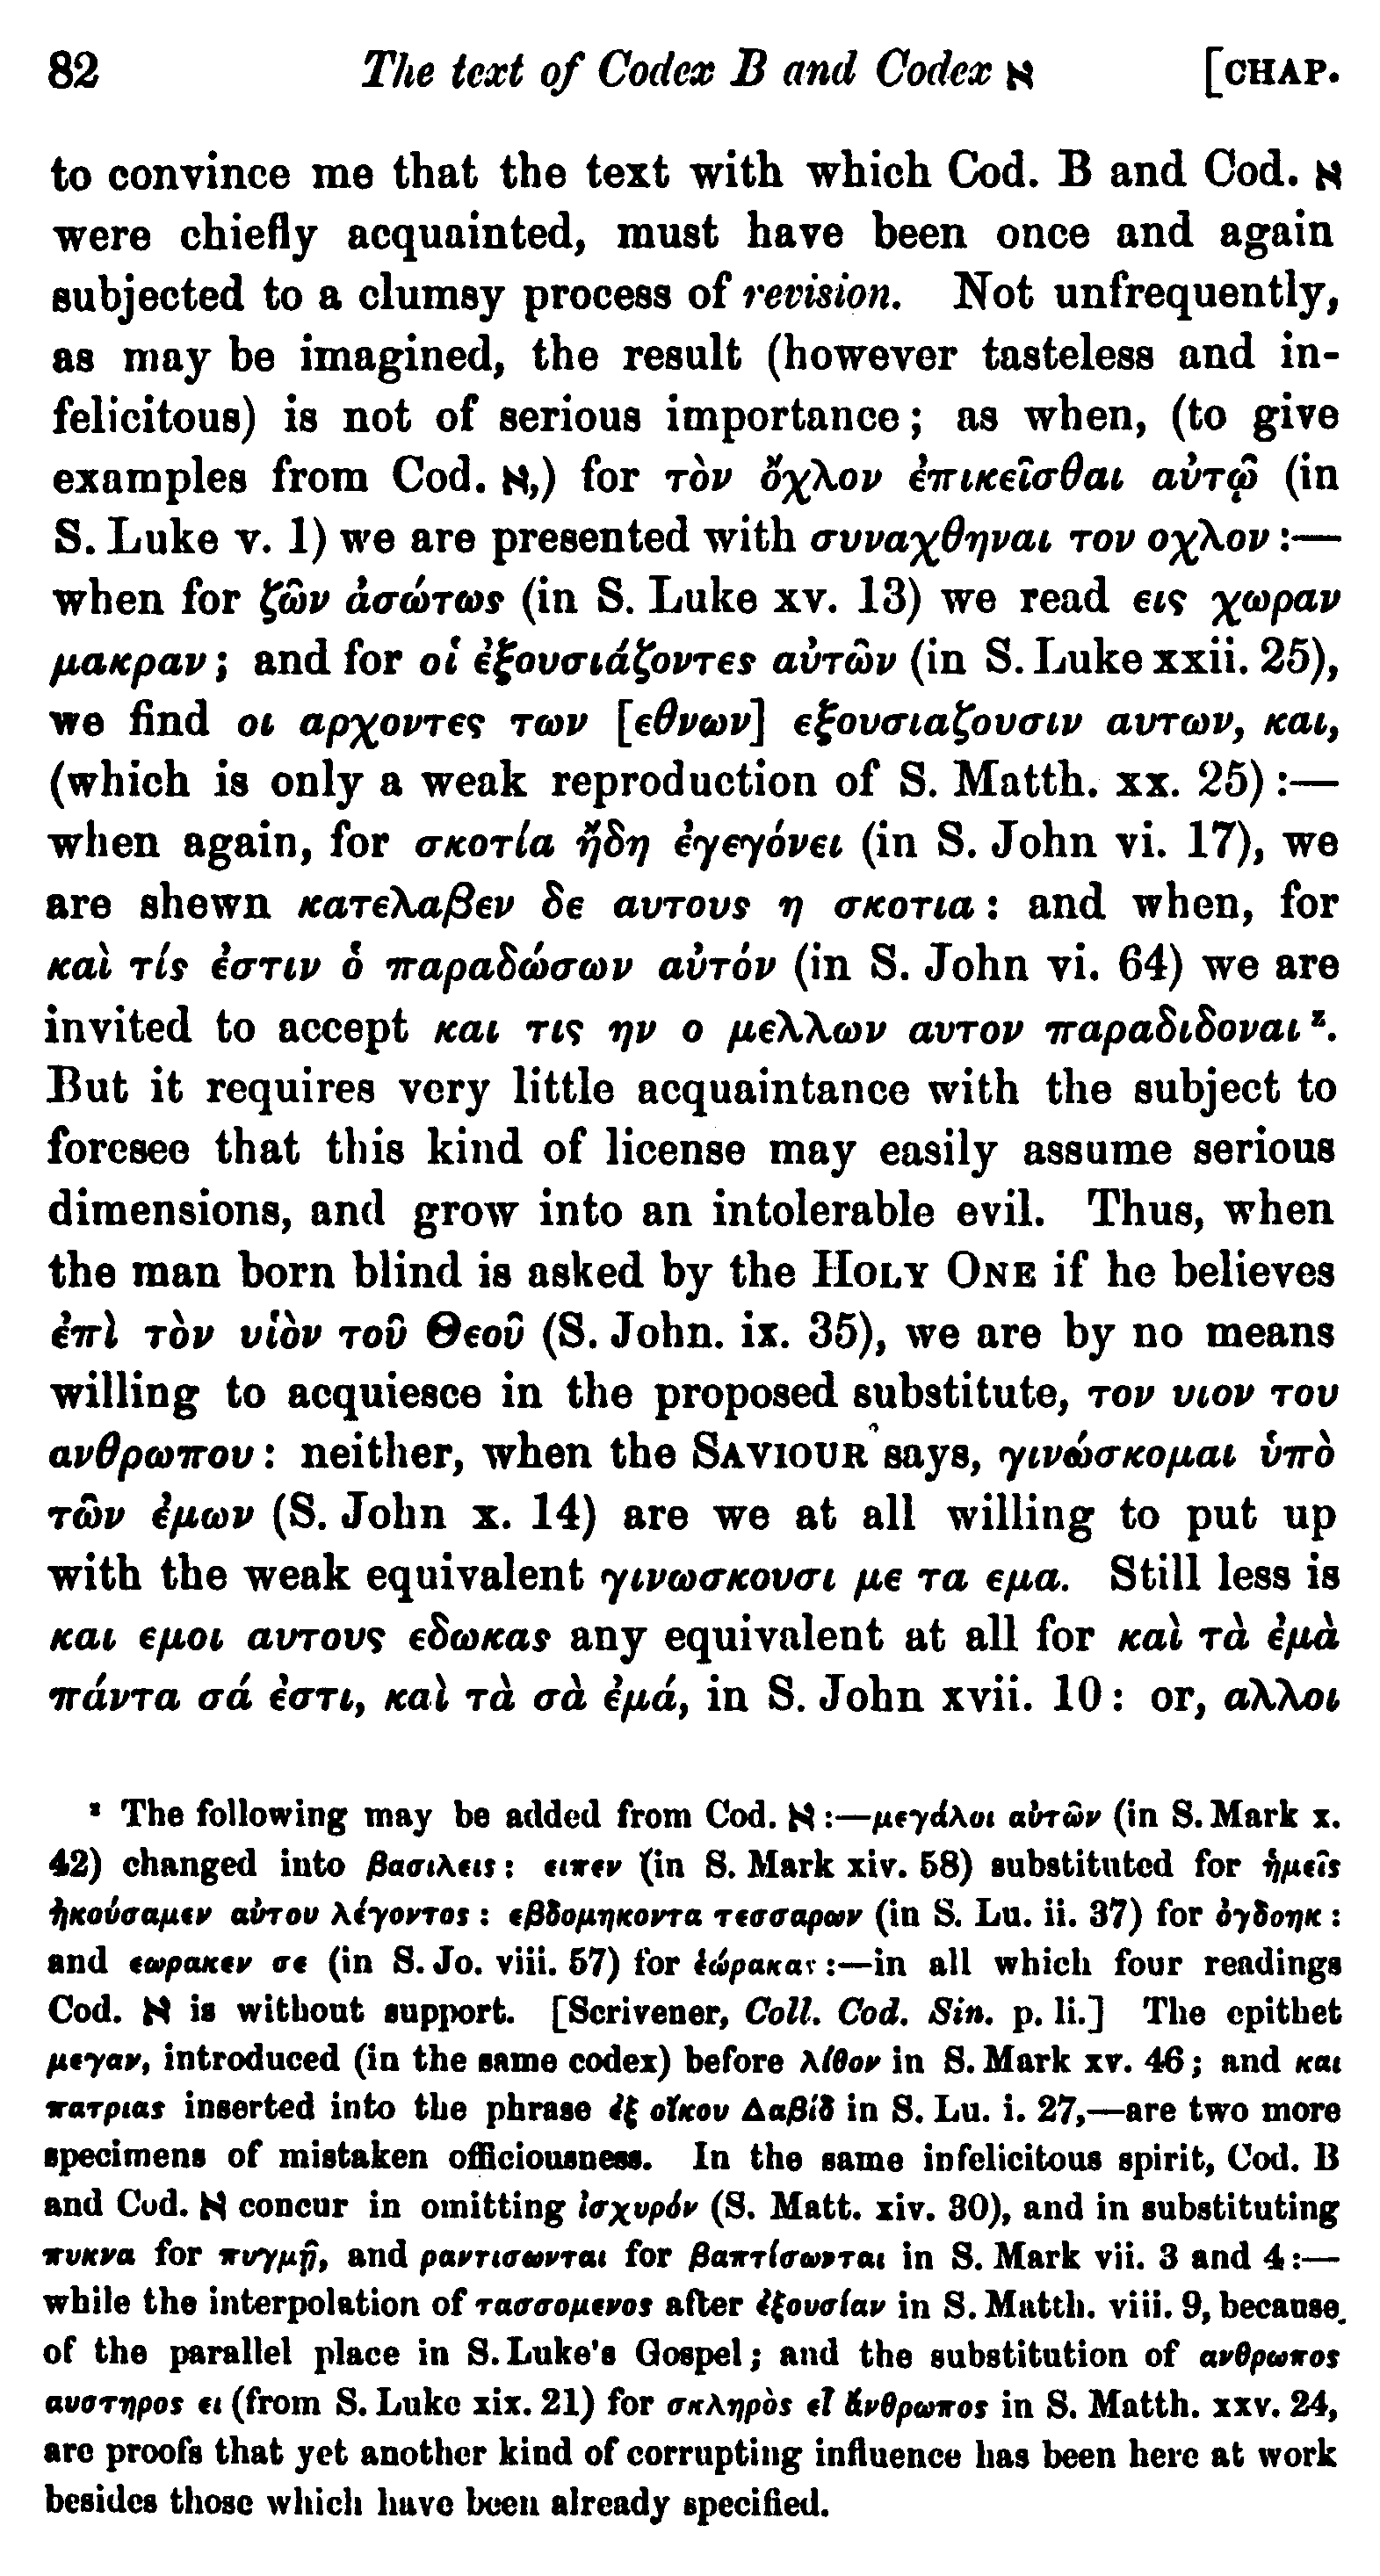 82 The text of Codex B and Codex א [CHAP.
to convince me that the text with which Cod. B and Cod. א
were chiefly acquainted, must have been once and again
subjected to a clumsy process of revision. Not unfrequently,
as may be imagined, the result (however tasteless and in-
felicitous) is not of serious importance; as when, (to give
examples from Cod. א,) for τὸν ὄχλον ἐπικεῖσθαι αὐτῷ (in
S. Luke v. 1) we are presented with συναχθηναι τον οχλον:—
when for ζῶν ἀσώτως (in S. Luke xv. 13) we read εις χωραν
μακραν; and for οἱ ἐξουσιάζοντες αὐτῶν (in S. Luke xxii. 25),
we find οι αρχοντες των [εθνων] εξουσιαζουσιν αυτων, και,
(which is only a weak reproduction of S. Matth. xx. 25):—
when again, for σκοτία ἤδη ἐγεγόνει (in S. John vi. 17), we
are shewn κατελαβεν δε αυτους η σκοτια: and when, for
καὶ τίς ἐστιν ὁ παραδώσων αὐτόν (in S. John vi. 64) we are
invited to accept και τις ην ο μελλων αυτον παραδιδοναι z.
But it requires very little acquaintance with the subject to
foresee that this kind of license may easily assume serious
dimensions, and grow into an intolerable evil. Thus, when
the man born blind is asked by the HOLY ONE if he believes
ἐπὶ τὸν υἱὸν τοῦ Θεοῦ (S. John. ix. 35), we are by no means
willing to acquiesce in the proposed substitute, τον υιον του
ανθρωπου: neither, when the SAVIOUR says, γινώσκομαι ὑπὸ
τῶν ἐμων (S. John x. 14) are we at all willing to put up
with the weak equivalent γινωσκουσι με τα εμα. Still less is
και εμοι αυτους εδωκας any equivalent at all for καὶ τὰ ἐμὰ
πάντα σά ἐστι, καὶ τὰ σὰ ἐμά, in S. John xvii. 10: or, αλλοι
z The following may be added from Cod. א:—μεγάλοι αὐτῶν (in S. Mark x.
42) changed into βασιλεις: ειπεν (in S. Mark xiv. 58) substituted for ἡμεῖς
ἠκούσαμεν αὐτου λέγοντος: εβδομηκοντα τεσσαρων (in S. Lu. ii. 37) for ὀγδοηκ:
and εωρακεν σε (in S. Jo. viii. 57) for ἑώρακας:—in all which four readings
Cod. א is without support. [Scrivener, Coll. Cod. Sin. p. li.] The epithet
μεγαν, introduced (in the same codex) before λίθον in S. Mark xv. 46; and και
πατριας inserted into the phrase ἐξ οἴκου Δαβίδ in S. Lu. i. 27,—are two more
specimens of mistaken officiousness. In the same infelicitous spirit, Cod. B
and Cod. א concur in omitting ἰσχυρόν (S. Matt. xiv. 30), and in substituting
πυκνα for πυγμῇ, and ραντισωνται for βαπτίσωνται in S. Mark vii. 3 and 4:—
while the interpolation of τασσομενος after ἐξουσίαν in S. Matth. viii. 9, because
of the parallel place in S. Luke's Gospel; and the substitution of ανθρωπος
αυστηρος ει (from S. Luke xix. 21) for σκληρὸς εἶ ἄνθρωπος in S. Matth. xxv. 24,
are proofs that yet another kind of corrupting influence has been here at work
besides those which have been already specified.